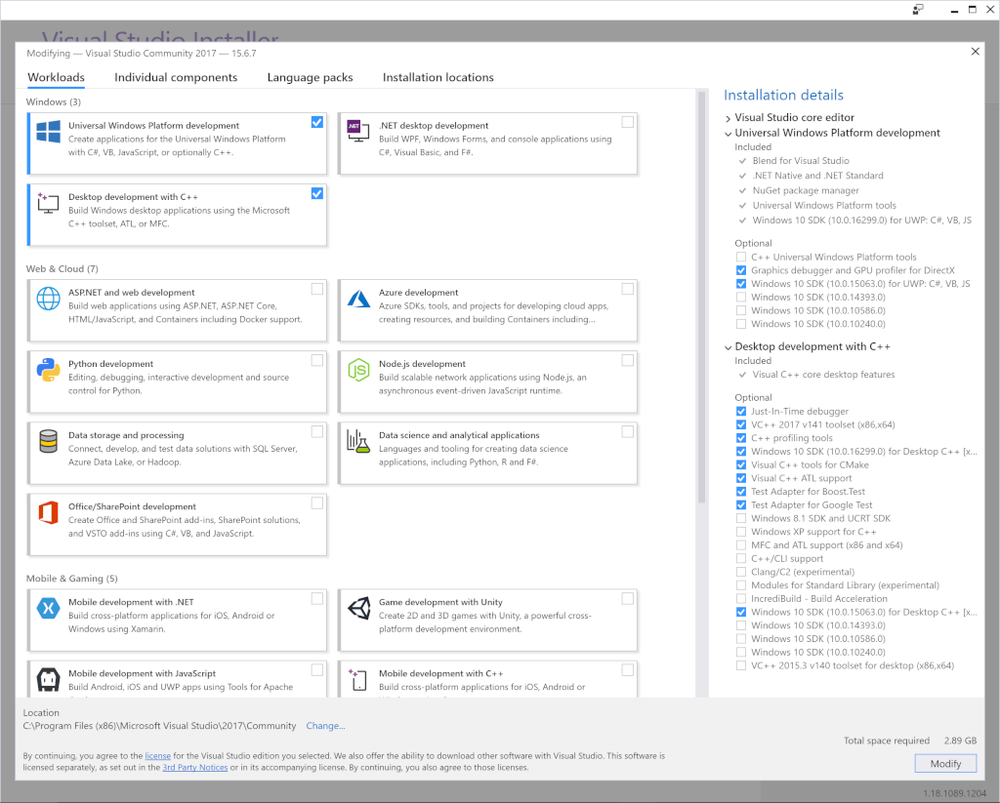 Visual Studio Installer
Modifying — Visual Studio Community 2017 — 15.6.7
Workloads
Individual components
Language packs
Installation locations
Windows (3)
Universal Windows Platform development
Create applications for the Universal Windows Platform
with C#, VB, JavaScript, or optionally C++.
.NET
.NET desktop development
Build WPF, Windows Forms, and console applications using
C#, Visual Basic, and F#.
Desktop development with C++
Build Windows desktop applications using the Microsoft
C++ toolset, ATL, or MFC.
Web & Cloud (7)
ASP.NET and web development
Build web applications using ASP.NET, ASP.NET Core,
HTML/JavaScript, and Containers including Docker support.
Azure development
Azure SDKs, tools, and projects for developing cloud apps,
creating resources, and building Containers including...
Python development
Editing, debugging, interactive development and source
control for Python.
JS
Node.js development
Build scalable network applications using Node.js, an
asynchronous event-driven JavaScript runtime.
Data storage and processing
Connect, develop, and test data solutions with SQL Server,
Azure Data Lake, or Hadoop.
Data science and analytical applications
Languages and tooling for creating data science
applications, including Python, R and F#.
Office/SharePoint development
Create Office and SharePoint add-ins, SharePoint solutions,
and VSTO add-ins using C#, VB, and JavaScript.
Mobile & Gaming (5)
Mobile development with .NET
Build cross-platform applications for iOS, Android or
Windows using Xamarin.
Game development with Unity
Create 2D and 3D games with Unity, a powerful cross-
platform development environment.
Mobile development with JavaScript
Build Android, iOS and UWP apps using Tools for Apache
Mobile development with C++
Build cross-platform applications for iOS, Android or
Installation details
Visual Studio core editor
Universal Windows Platform development
Included
Blend for Visual Studio
.NET Native and .NET Standard
NuGet package manager
Universal Windows Platform tools
Windows 10 SDK (10.0.16299.0) for UWP: C#, VB, JS
Optional
C++ Universal Windows Platform tools
Graphics debugger and GPU profiler for DirectX
Windows 10 SDK (10.0.15063.0) for UWP: C#, VB, JS
Windows 10 SDK (10.0.14393.0)
Windows 10 SDK (10.0.10586.0)
Windows 10 SDK (10.0.10240.0)
Desktop development with C++
Included
Visual C++ core desktop features
Optional
Just-In-Time debugger
VC++ 2017 v141 toolset (x86,x64)
C++ profiling tools
Windows 10 SDK (10.0.16299.0) for Desktop C++ [x...
Visual C++ tools for CMake
Visual C++ ATL support
Test Adapter for Boost.Test
Test Adapter for Google Test
Windows 8.1 SDK and UCRT SDK
Windows XP support for C++
MFC and ATL support (x86 and x64)
C++/CLI support
Clang/C2 (experimental)
Modules for Standard Library (experimental)
IncrediBuild - Build Acceleration
Windows 10 SDK (10.0.15063.0) for Desktop C++ [x...
Windows 10 SDK (10.0.14393.0)
Windows 10 SDK (10.0.10586.0)
Windows 10 SDK (10.0.10240.0)
VC++ 2015.3 v140 toolset for desktop (x86,x64)
Location
C:\Program Files (x86)\Microsoft Visual Studio\2017\Community Change...
By continuing, you agree to the license for the Visual Studio edition you selected. We also offer the ability to download other software with Visual Studio. This software is
licensed separately, as set out in the 3rd Party Notices or in its accompanying license. By continuing, you also agree to those licenses.
Total space required 2.89 GB
Modify
1.18.1089.1204